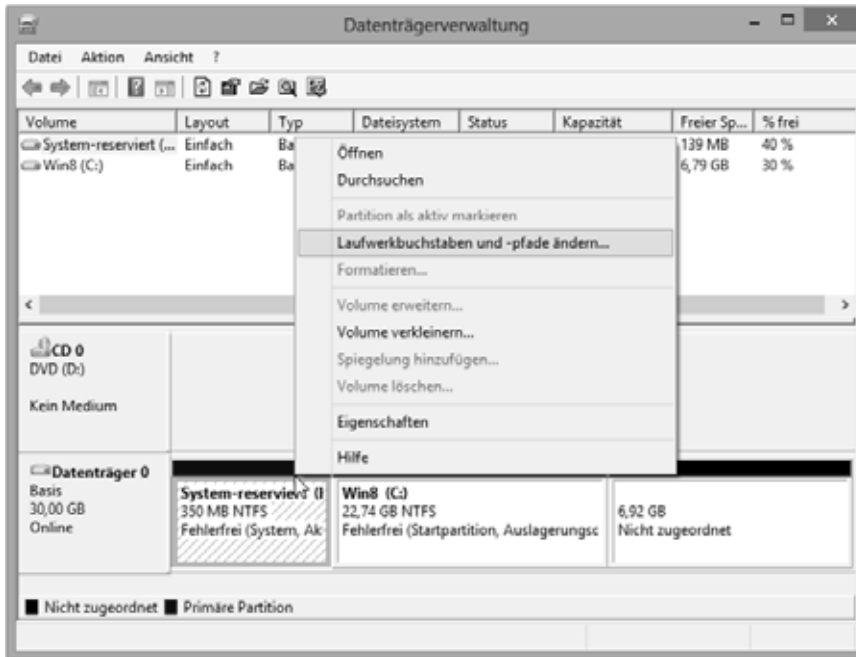 Datenträgerverwaltung
Datei Aktion Ansicht ?
Volume Layout Typ Dateisystem Status Kapazität Freier Sp... % frei
System-reserviert (... Einfach Ba 139 MB 40 %
Win8 (C:) Einfach Ba 6,79 GB 30 %
Öffnen
Durchsuchen
Partition als aktiv markieren
Laufwerkbuchstaben und -pfade ändern...
Formatieren...
Volume erweitern...
Volume verkleinern...
Spiegelung hinzufügen...
Volume löschen...
Eigenschaften
Hilfe
CD 0
DVD (D:)
Kein Medium
Datenträger 0
Basis
30,00 GB
Online
System-reserviert (I
350 MB NTFS
Fehlerfrei (System, Ak
Win8 (C:)
22,74 GB NTFS
Fehlerfrei (Startpartition, Auslagerungsc
6,92 GB
Nicht zugeordnet
Nicht zugeordnet Primäre Partition